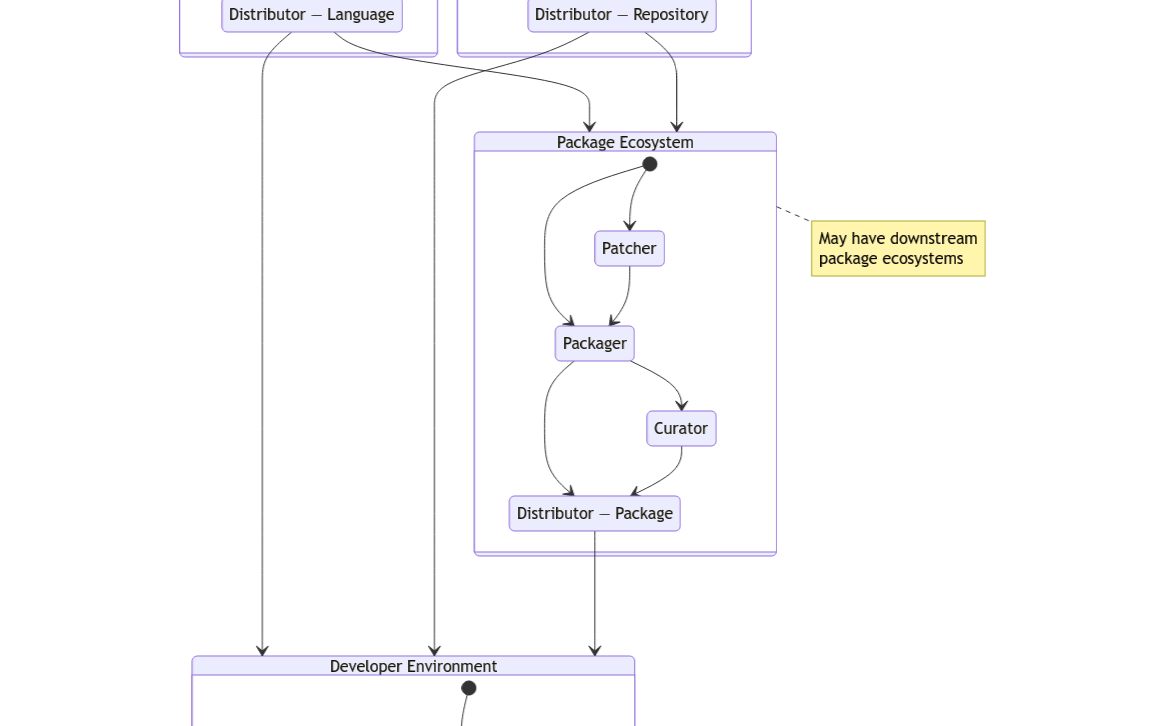 Distributor — Language
Distributor — Repository
Package Ecosystem
Patcher
May have downstream
package ecosystems
Packager
Curator
Distributor — Package
Developer Environment